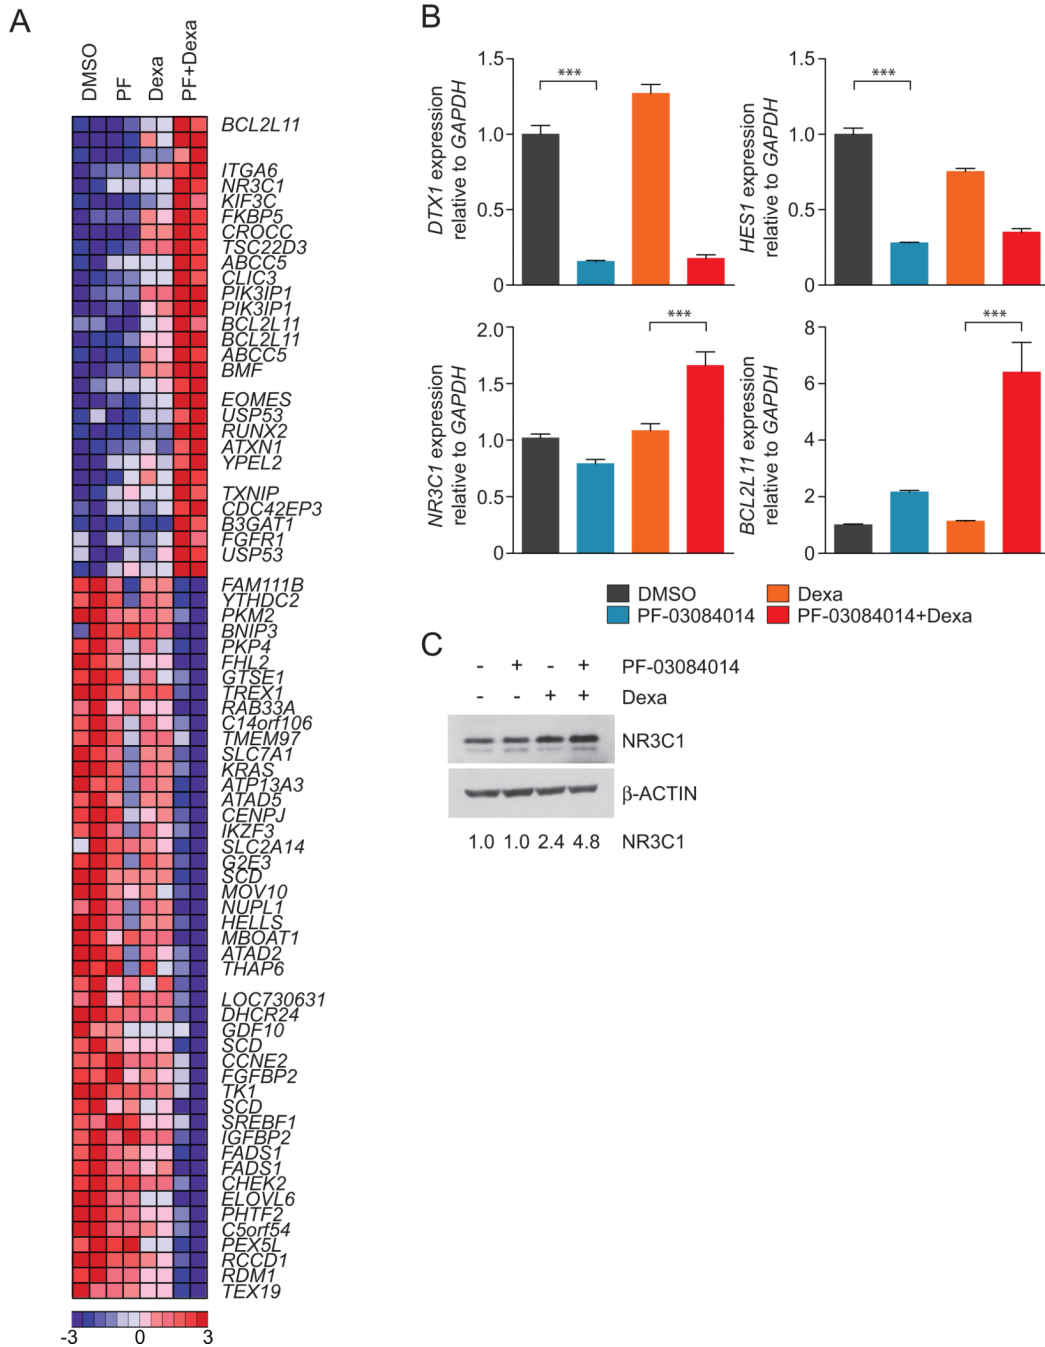 A
DMSO
PF
Dexa
PF+Dexa
BCL2L11
ITGA6
NR3C1
KIF3C
FKBP5
CROCC
TSC22D3
ABCC5
CLIC3
PIK3IP1
PIK3IP1
BCL2L11
BCL2L11
ABCC5
BMF
EOMES
USP53
RUNX2
ATXN1
YPEL2
TXNIP
CDC42EP3
B3GAT1
FGFR1
USP53
FAM111B
YTHDC2
PKM2
BNIP3
PKP4
FHL2
GTSE1
TREX1
RAB33A
C14orf106
TMEM97
SLC7A1
KRAS
ATP13A3
ATAD5
CENPJ
IKZF3
SLC2A14
G2E3
SCD
MOV10
NUPL1
HELLS
MBOAT1
ATAD2
THAP6
LOC730631
DHCR24
GDF10
SCD
CCNE2
FGFBP2
TK1
SCD
SREBF1
IGFBP2
FADS1
FADS1
CHEK2
ELOVL6
PHTF2
C5orf54
PEX5L
RCCD1
RDM1
TEX19
-3 0 3
B
DTX1 expression
relative to GAPDH
1.5
1.0
0.5
0
***
HES1 expression
relative to GAPDH
1.5
1.0
0.5
0
***
NR3C1 expression
relative to GAPDH
2.0
1.5
1.0
0.5
0
***
BCL2L11 expression
relative to GAPDH
8
6
4
2
0
***
DMSO
Dexa
PF-03084014
PF-03084014+Dexa
C
- + - + PF-03084014
- - + + Dexa
NR3C1
β-ACTIN
1.0 1.0 2.4 4.8 NR3C1